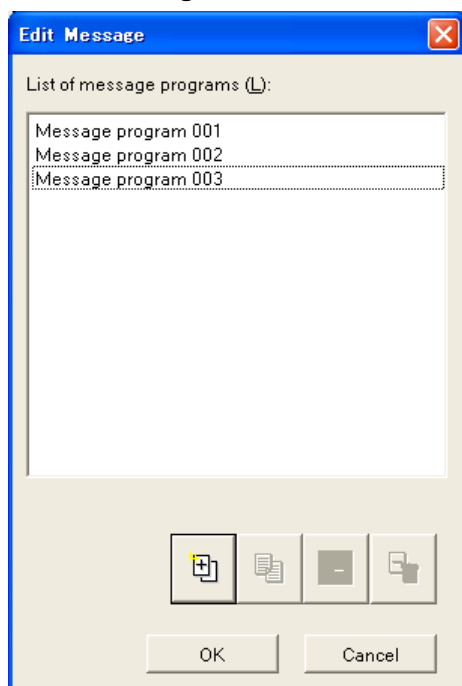 Edit Message
List of message programs (L):
Message program 001
Message program 002
Message program 003
OK
Cancel